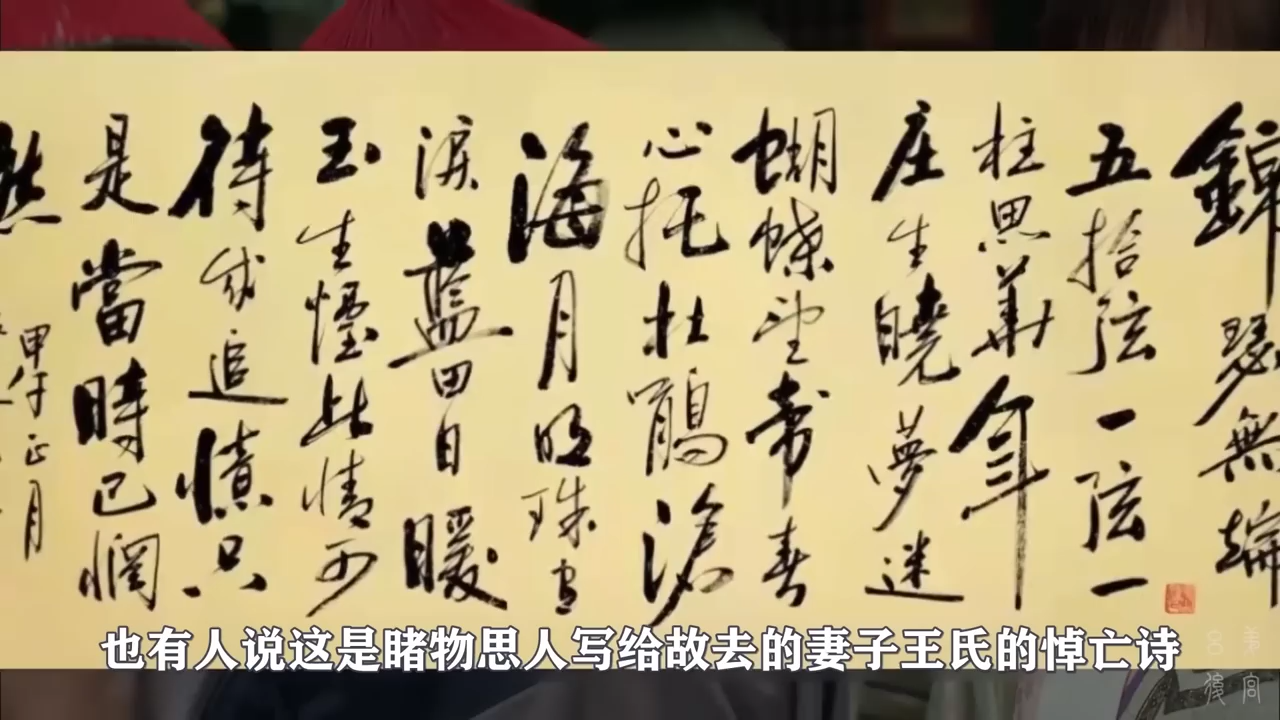 錦瑟無端
五拾弦一弦一
柱思華年
庄生曉夢迷
蝴蝶望帝春
心托杜鵑滄
海月明珠有
淚藍田日暖
玉生煙此情可
待成追憶只
是當時已惘
然
甲午正月
也有人说这是睹物思人写给故去的妻子王氏的悼亡诗